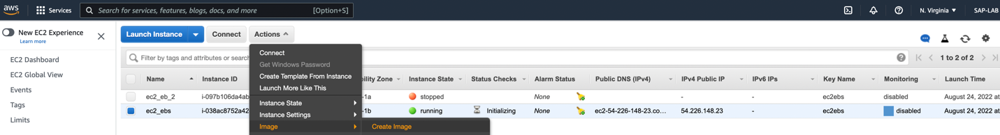 aws Services Search for services, features, blogs, docs, and more [Option+S] N. Virginia SAP-LAB
New EC2 Experience
Learn more
EC2 Dashboard
EC2 Global View
Events
Tags
Limits
Launch Instance Connect Actions
Filter by tags and attributes or search 1 to 2 of 2
Connect
Get Windows Password
Create Template From Instance
Launch More Like This
Instance State
Instance Settings
Image Create Image
Name Instance ID bility Zone Instance State Status Checks Alarm Status Public DNS (IPv4) IPv4 Public IP IPv6 IPs Key Name Monitoring Launch Time
ec2_eb_2 i-097b106da4ab -1a stopped None - - ec2ebs disabled August 24, 2022 at
ec2_ebs i-038ac8752a42 -1b running Initializing None ec2-54-226-148-23.co... 54.226.148.23 - ec2ebs disabled August 24, 2022 at